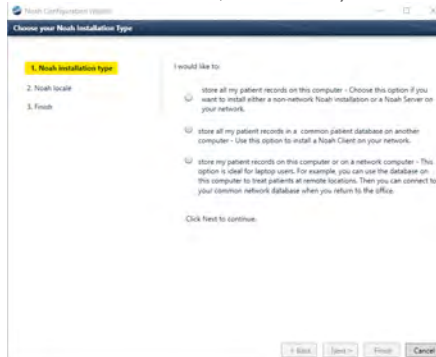 Noah Configuration Wizard
Choose your Noah Installation Type
1. Noah installation type
2. Noah locale
3. Finish
I would like to:
store all my patient records on this computer - Choose this option if you
want to install either a non-network Noah installation or a Noah Server on
your network.
store all my patient records in a common patient database on another
computer - Use this option to install a Noah Client on your network.
store my patient records on this computer or on a network computer - This
option is ideal for laptop users. For example, you can use the database on
this computer to treat patients at remote locations. Then you can connect to
your common network database when you return to the office.
Click Next to continue.
< Back
Next >
Finish
Cancel